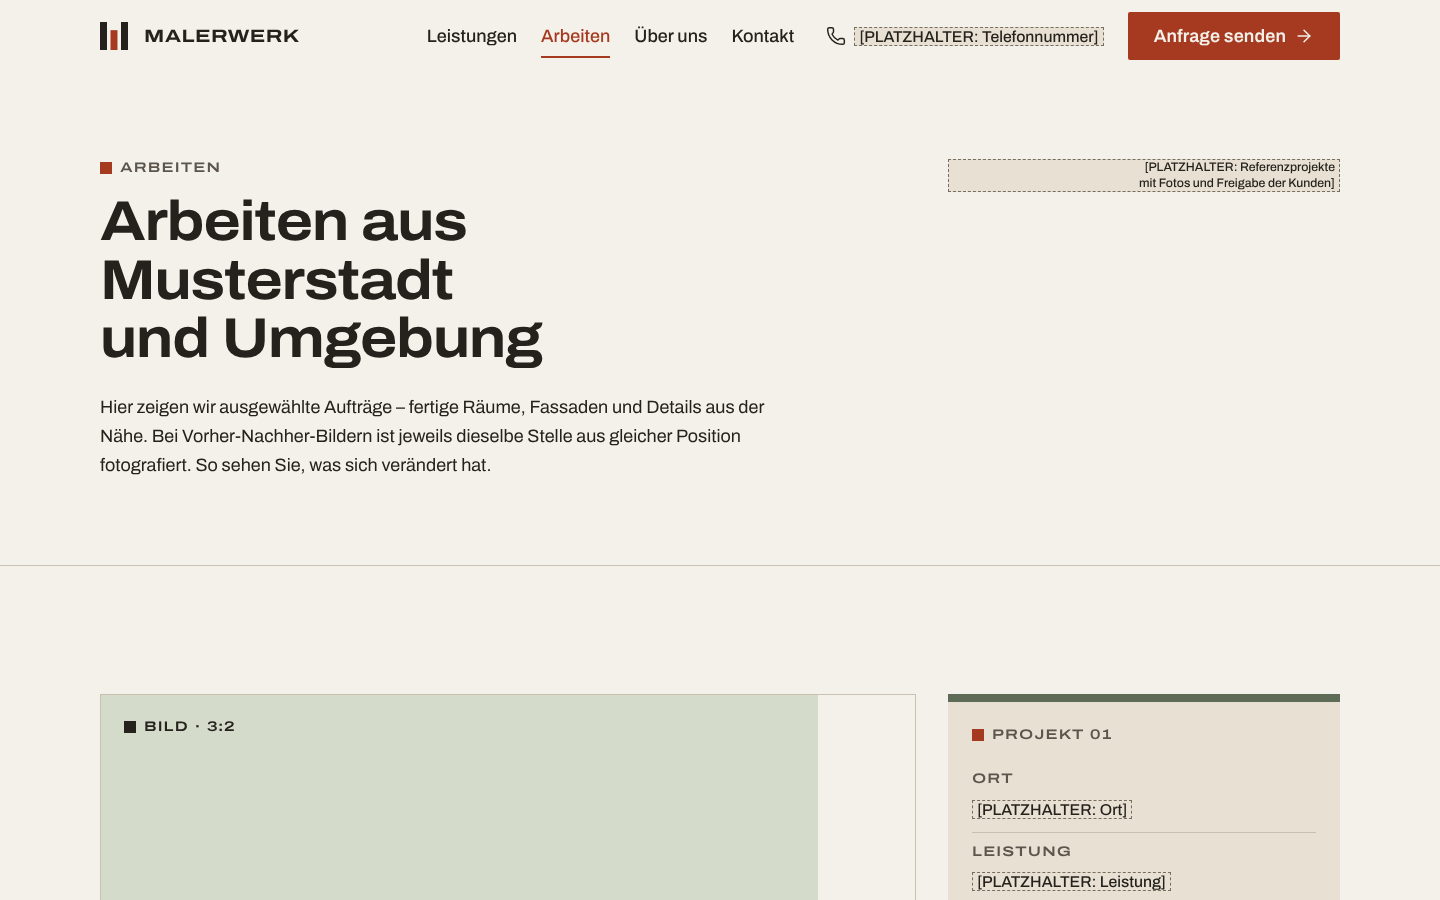 MALERWERK
Leistungen
Arbeiten
Über uns
Kontakt
[PLATZHALTER: Telefonnummer]
Anfrage senden
ARBEITEN
Arbeiten aus
Musterstadt
und Umgebung
Hier zeigen wir ausgewählte Aufträge – fertige Räume, Fassaden und Details aus der
Nähe. Bei Vorher-Nachher-Bildern ist jeweils dieselbe Stelle aus gleicher Position
fotografiert. So sehen Sie, was sich verändert hat.
[PLATZHALTER: Referenzprojekte
mit Fotos und Freigabe der Kunden]
BILD · 3:2
PROJEKT 01
ORT
[PLATZHALTER: Ort]
LEISTUNG
[PLATZHALTER: Leistung]